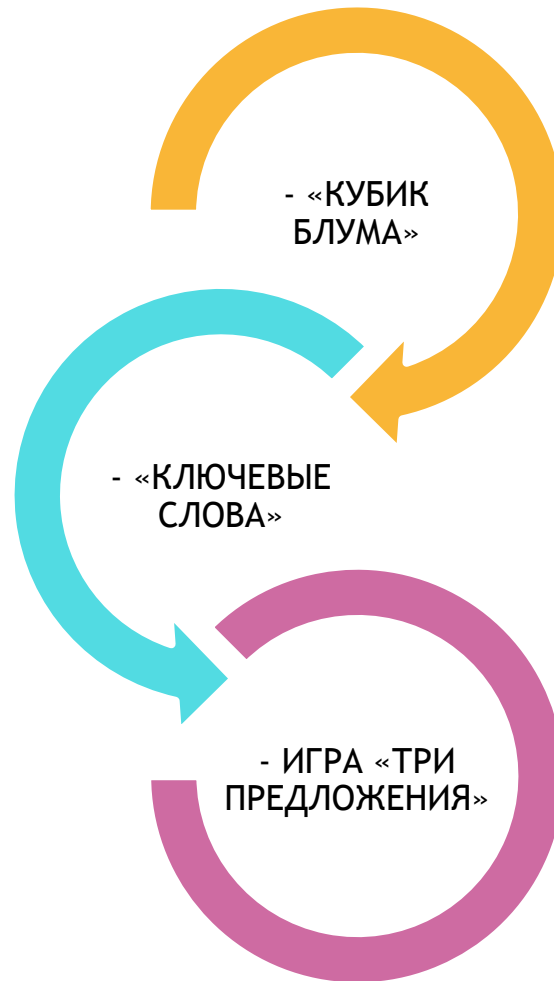 - «КУБИК
БЛУМА»
- «КЛЮЧЕВЫЕ
СЛОВА»
- ИГРА «ТРИ
ПРЕДЛОЖЕНИЯ»